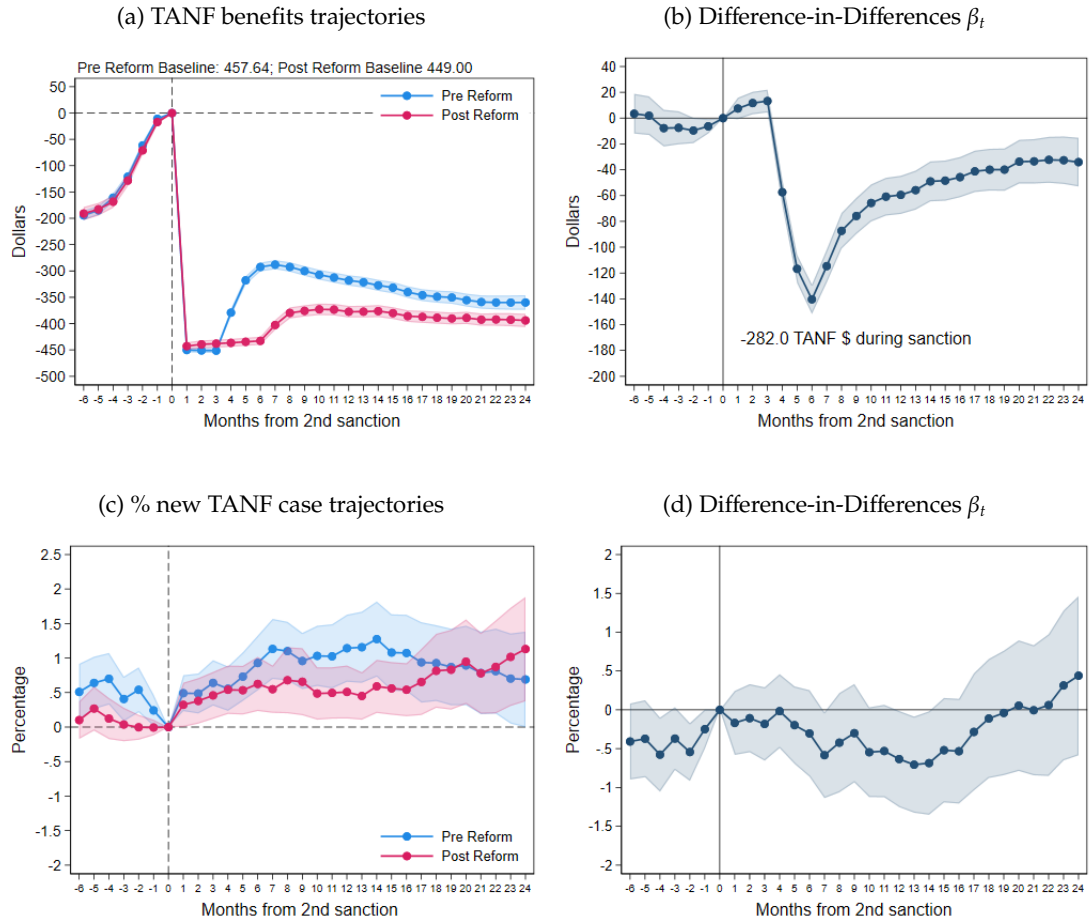 (a) TANF benefits trajectories
Pre Reform Baseline: 457.64; Post Reform Baseline 449.00
50
0
-50
-100
-150
-200
-250
-300
-350
-400
-450
-500
Dollars
Pre Reform
Post Reform
-6 -5 -4 -3 -2 -1 0 1 2 3 4 5 6 7 8 9 10 11 12 13 14 15 16 17 18 19 20 21 22 23 24
Months from 2nd sanction
(b) Difference-in-Differences βt
40
20
0
-20
-40
-60
-80
-100
-120
-140
-160
-180
-200
Dollars
-282.0 TANF $ during sanction
-6 -5 -4 -3 -2 -1 0 1 2 3 4 5 6 7 8 9 10 11 12 13 14 15 16 17 18 19 20 21 22 23 24
Months from 2nd sanction
(c) % new TANF case trajectories
2.5
2
1.5
1
.5
0
-.5
-1
-1.5
-2
Percentage
Pre Reform
Post Reform
-6 -5 -4 -3 -2 -1 0 1 2 3 4 5 6 7 8 9 10 11 12 13 14 15 16 17 18 19 20 21 22 23 24
Months from 2nd sanction
(d) Difference-in-Differences βt
2
1.5
1
.5
0
-.5
-1
-1.5
-2
Percentage
-6 -5 -4 -3 -2 -1 0 1 2 3 4 5 6 7 8 9 10 11 12 13 14 15 16 17 18 19 20 21 22 23 24
Months from 2nd sanction